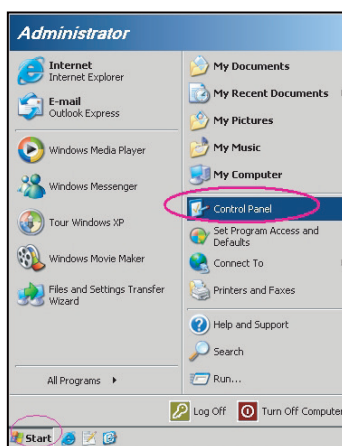 Administrator
Internet
Internet Explorer
E-mail
Outlook Express
Windows Media Player
Windows Messenger
Tour Windows XP
Windows Movie Maker
Files and Settings Transfer
Wizard
All Programs
My Documents
My Recent Documents
My Pictures
My Music
My Computer
Control Panel
Set Program Access and
Defaults
Connect To
Printers and Faxes
Help and Support
Search
Run...
Log Off
Turn Off Computer
Start